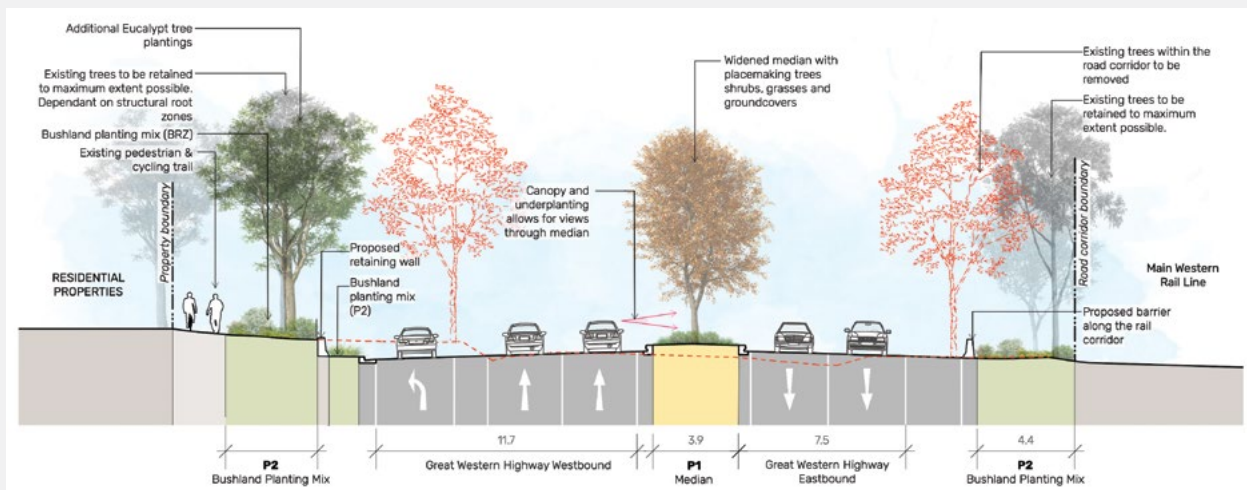 Additional Eucalypt tree
plantings
Existing trees to be retained
to maximum extent possible.
Dependant on structural root
zones
Bushland planting mix (BRZ)
Existing pedestrian &
cycling trail
Property boundary
RESIDENTIAL
PROPERTIES
Proposed
retaining wall
Bushland
planting mix
(P2)
Canopy and
underplanting
allows for views
through median
Widened median with
placemaking trees
shrubs, grasses and
groundcovers
Existing trees within the
road corridor to be
removed
Existing trees to be
retained to maximum
extent possible.
Road corridor boundary
Main Western
Rail Line
Proposed barrier
along the rail
corridor
11.7
3.9
7.5
4.4
P2
Bushland Planting Mix
Great Western Highway Westbound
P1
Median
Great Western Highway
Eastbound
P2
Bushland Planting Mix